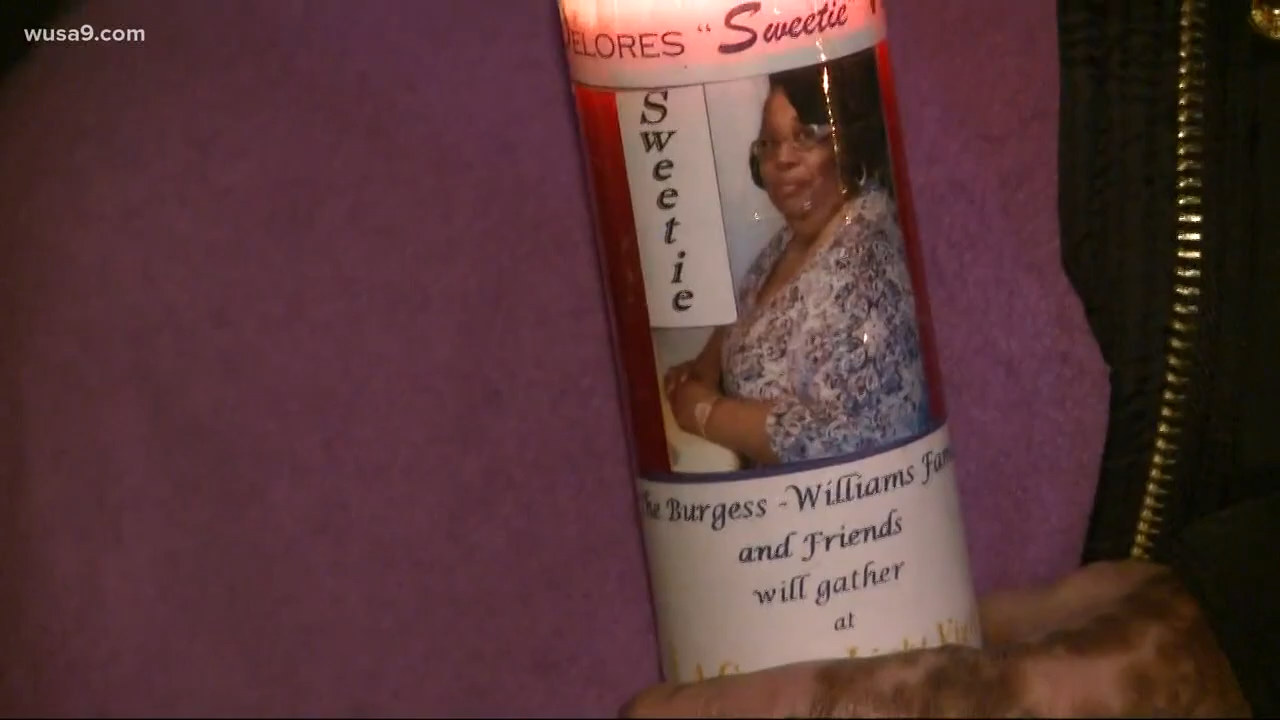 wusa9.com
DELORES "Sweetie"
Sweetie
The Burgess-Williams
and Friends
will gather
at